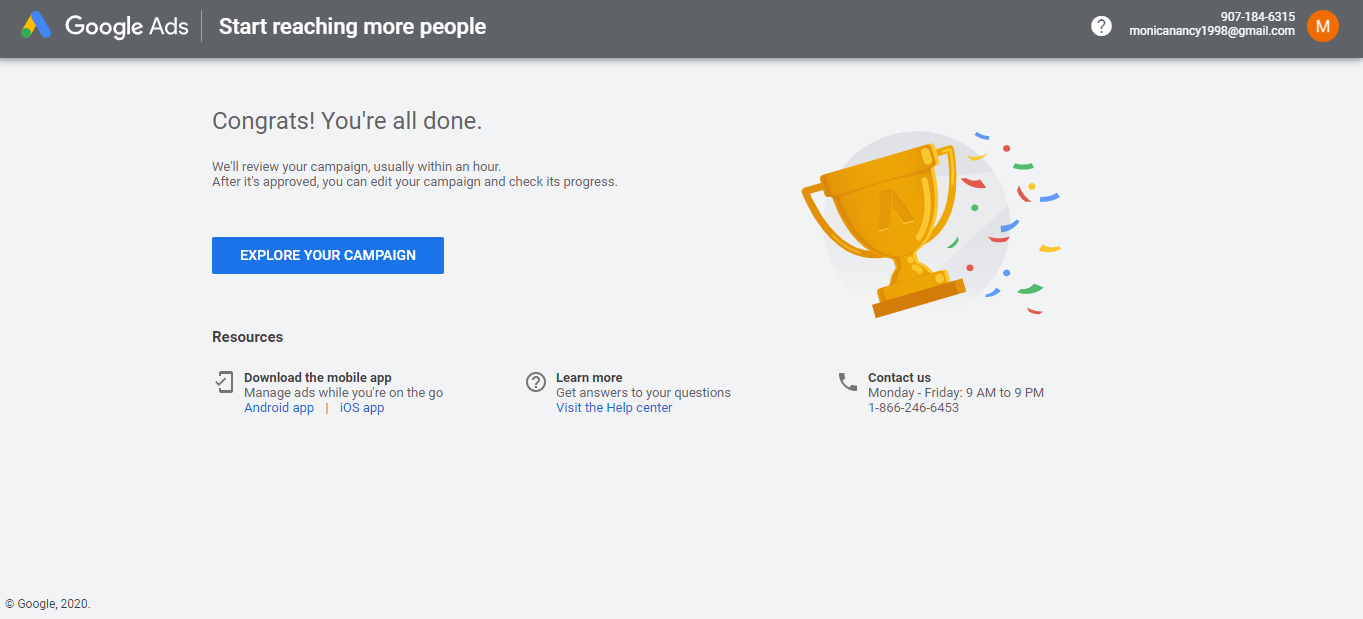 Google Ads
Start reaching more people
907-184-6315
monicanancy1998@gmail.com
M
Congrats! You're all done.
We'll review your campaign, usually within an hour.
After it's approved, you can edit your campaign and check its progress.
EXPLORE YOUR CAMPAIGN
Resources
Download the mobile app
Manage ads while you're on the go
Android app | iOS app
Learn more
Get answers to your questions
Visit the Help center
Contact us
Monday - Friday: 9 AM to 9 PM
1-866-246-6453
© Google, 2020.